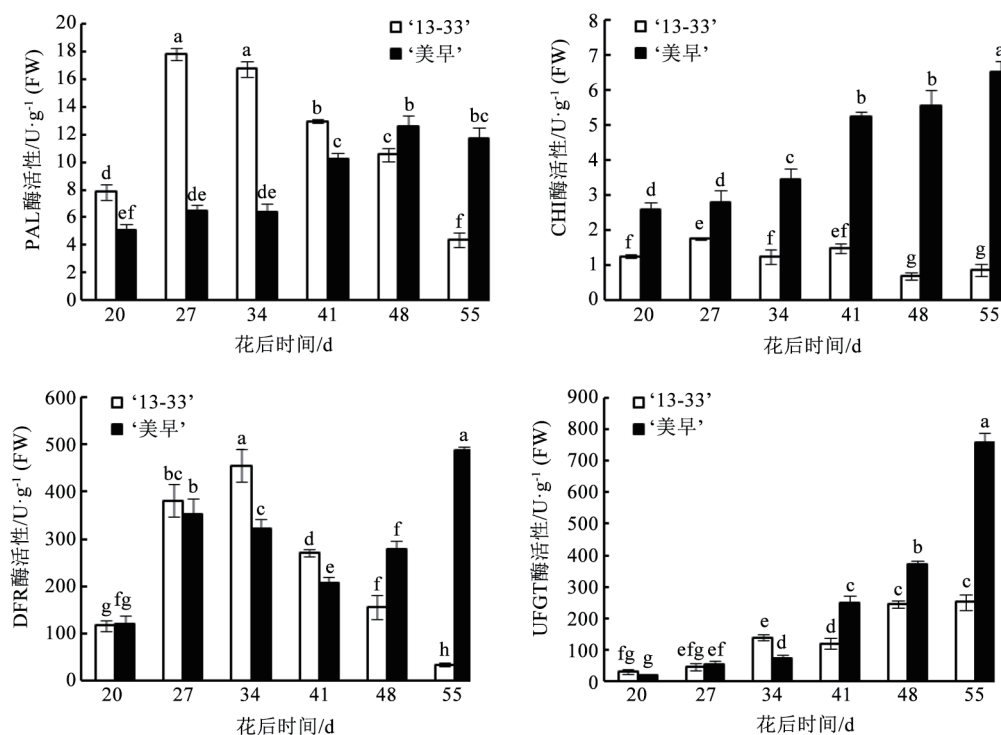 PAL酶活性/U·g⁻¹ (FW)
20
18
16
14
12
10
8
6
4
2
0
'13-33'
'美早'
d
ef
a
de
a
de
b
c
c
b
f
bc
20 27 34 41 48 55
花后时间/d
CHI酶活性/U·g⁻¹ (FW)
8
7
6
5
4
3
2
1
0
'13-33'
'美早'
f
d
e
d
f
c
ef
b
g
b
g
a
20 27 34 41 48 55
花后时间/d
DFR酶活性/U·g⁻¹ (FW)
600
500
400
300
200
100
0
'13-33'
'美早'
g
fg
bc
b
a
c
d
e
f
f
h
a
20 27 34 41 48 55
花后时间/d
UFGT酶活性/U·g⁻¹ (FW)
900
800
700
600
500
400
300
200
100
0
'13-33'
'美早'
fg
g
efg
ef
e
d
d
c
c
b
c
a
20 27 34 41 48 55
花后时间/d